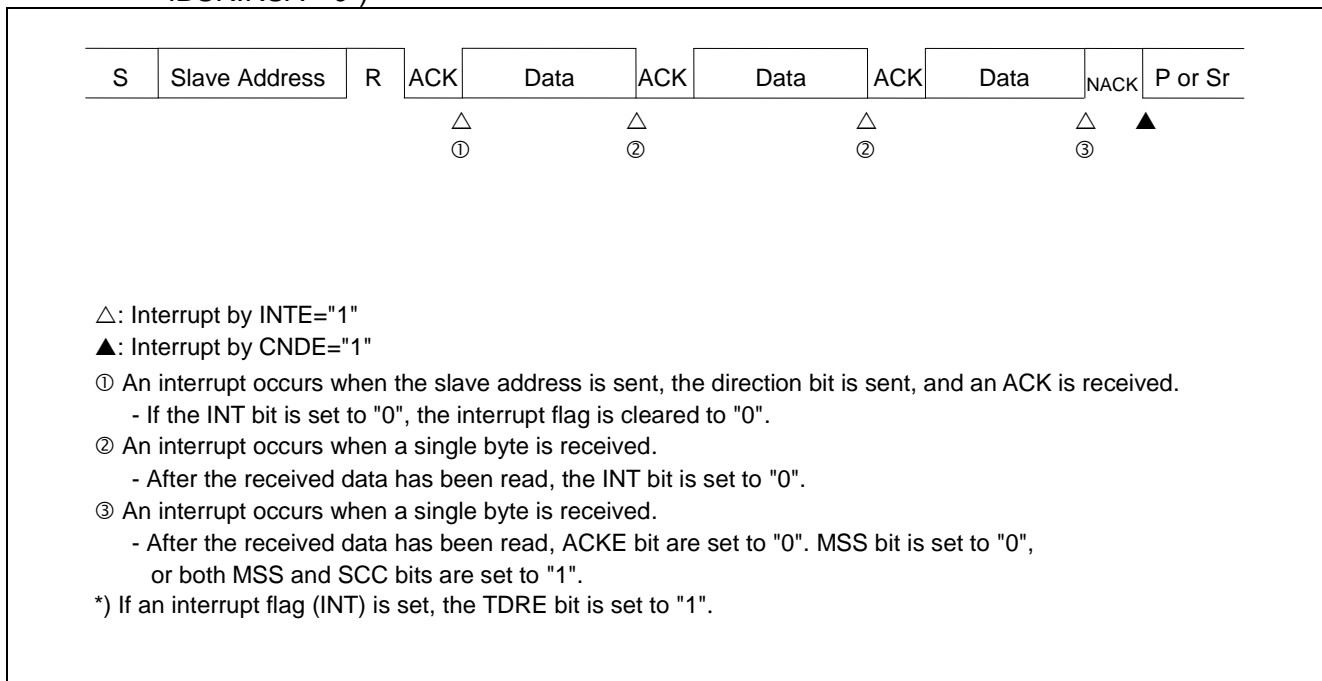 S Slave Address R ACK Data ACK Data ACK Data NACK P or Sr
△ △ △ △ ▲
① ② ② ③
△: Interrupt by INTE="1"
▲: Interrupt by CNDE="1"
① An interrupt occurs when the slave address is sent, the direction bit is sent, and an ACK is received.
- If the INT bit is set to "0", the interrupt flag is cleared to "0".
② An interrupt occurs when a single byte is received.
- After the received data has been read, the INT bit is set to "0".
③ An interrupt occurs when a single byte is received.
- After the received data has been read, ACKE bit are set to "0". MSS bit is set to "0",
or both MSS and SCC bits are set to "1".
*) If an interrupt flag (INT) is set, the TDRE bit is set to "1".